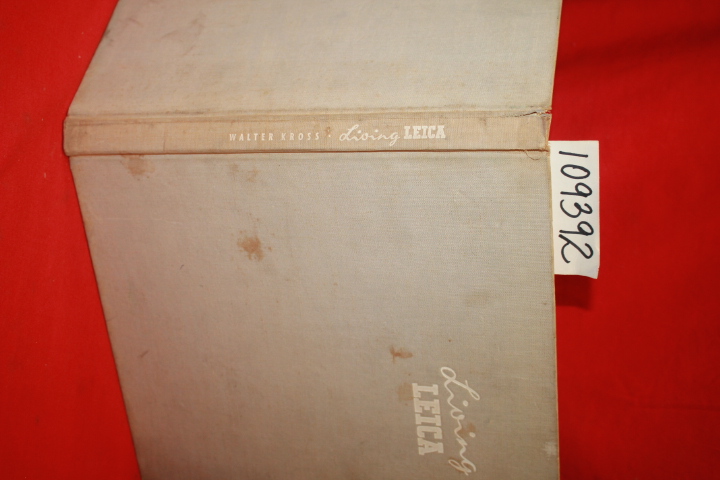 WALTER KROSS · Living LEICA
109392
Living
LEICA